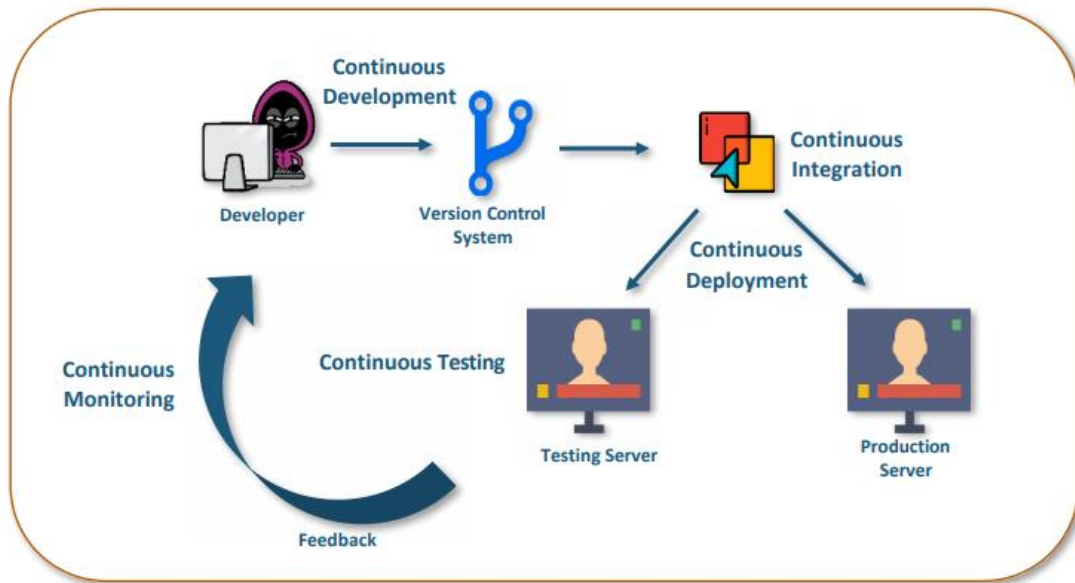 Continuous
Development
Developer
Version Control
System
Continuous
Integration
Continuous
Deployment
Continuous Testing
Testing Server
Production
Server
Continuous
Monitoring
Feedback